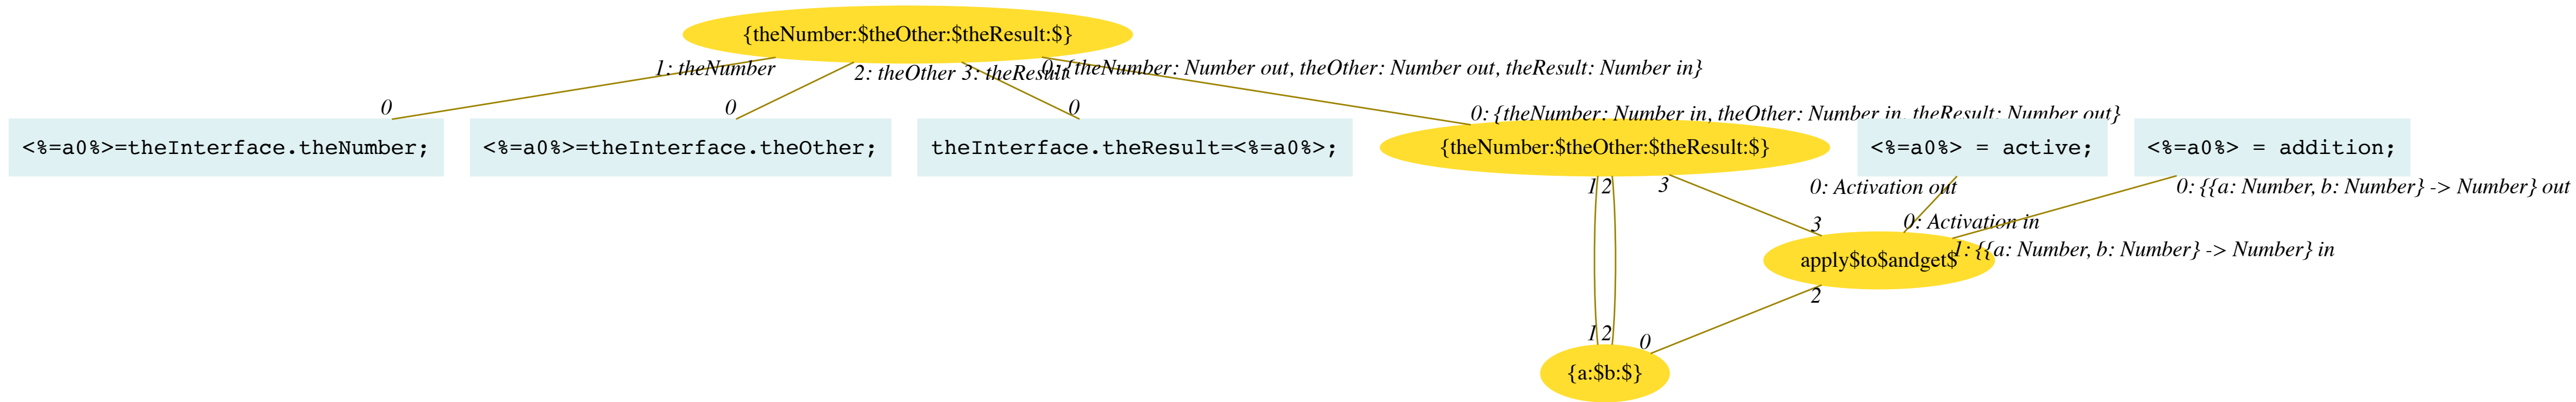 {theNumber:$theOther:$theResult:$}
1: theNumber
2: theOther
3: theResult
0: {theNumber: Number out, theOther: Number out, theResult: Number in}
0
0
0
0: {theNumber: Number in, theOther: Number in, theResult: Number out}
<%=a0%>=theInterface.theNumber;
<%=a0%>=theInterface.theOther;
theInterface.theResult=<%=a0%>;
{theNumber:$theOther:$theResult:$}
<%=a0%> = active;
<%=a0%> = addition;
1
2
3
0: Activation out
0: {{a: Number, b: Number} -> Number} out
3
0: Activation in
1: {{a: Number, b: Number} -> Number} in
apply$to$andget$
2
1
2
0
{a:$b:$}